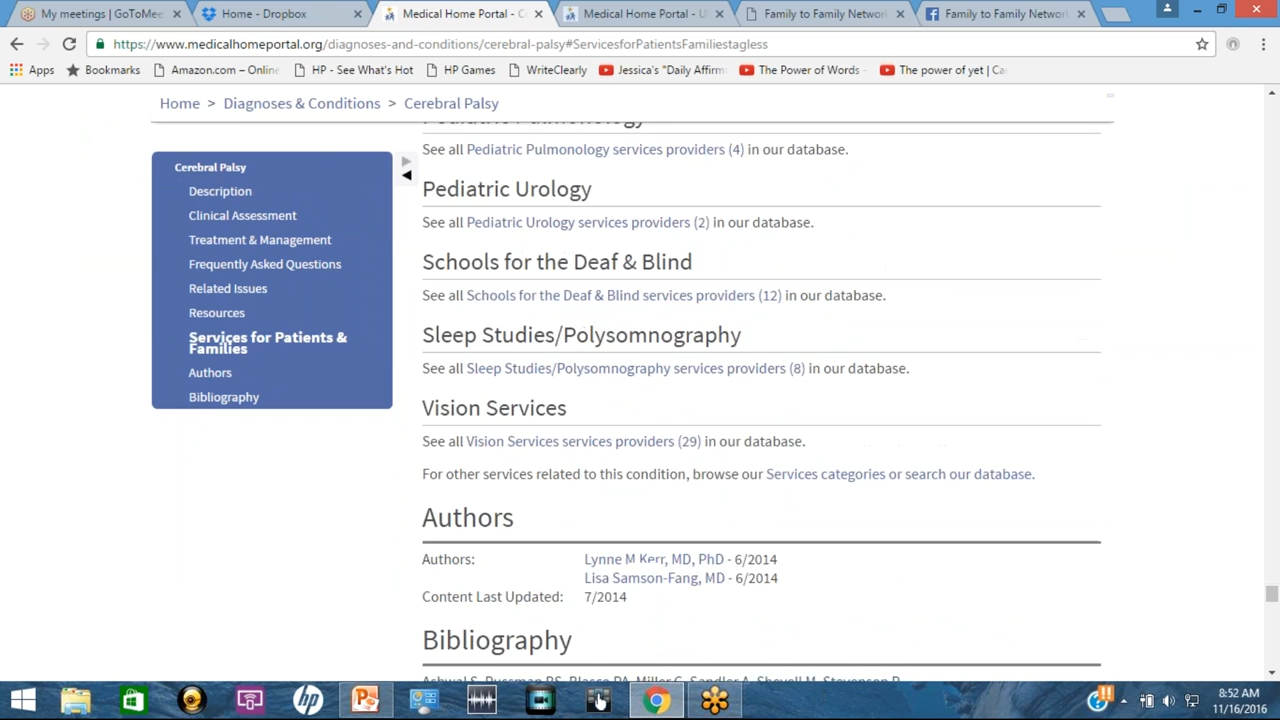 My meetings | GoToMee
Home - Dropbox
Medical Home Portal - C
Medical Home Portal - U
Family to Family Networ
Family to Family Networ
https://www.medicalhomeportal.org/diagnoses-and-conditions/cerebral-palsy#ServicesforPatientsFamiliestagless
Apps
Bookmarks
Amazon.com – Online
HP - See What's Hot
HP Games
WriteClearly
Jessica's "Daily Affirm
The Power of Words -
The power of yet | Ca
Home > Diagnoses & Conditions > Cerebral Palsy
Cerebral Palsy
Description
Clinical Assessment
Treatment & Management
Frequently Asked Questions
Related Issues
Resources
Services for Patients &
Families
Authors
Bibliography
Pediatric Pulmonology
See all Pediatric Pulmonology services providers (4) in our database.
Pediatric Urology
See all Pediatric Urology services providers (2) in our database.
Schools for the Deaf & Blind
See all Schools for the Deaf & Blind services providers (12) in our database.
Sleep Studies/Polysomnography
See all Sleep Studies/Polysomnography services providers (8) in our database.
Vision Services
See all Vision Services services providers (29) in our database.
For other services related to this condition, browse our Services categories or search our database.
Authors
Authors: Lynne M Kerr, MD, PhD - 6/2014
Lisa Samson-Fang, MD - 6/2014
Content Last Updated: 7/2014
Bibliography
8:52 AM
11/16/2016